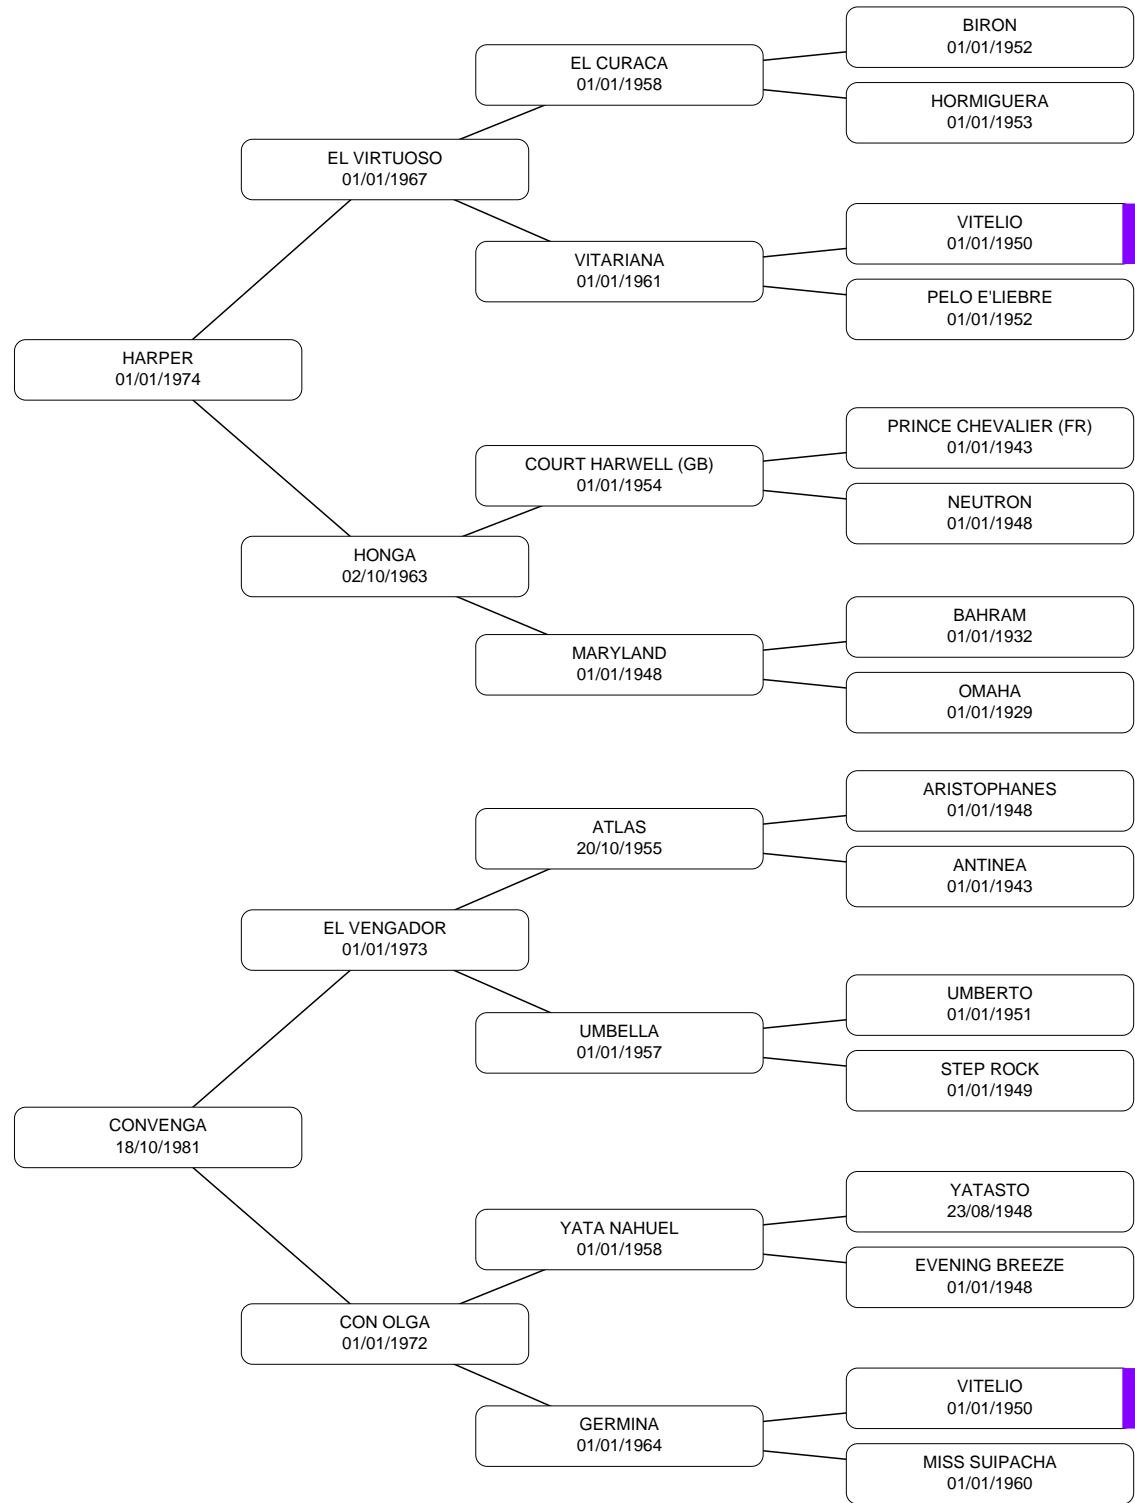 BIRON
01/01/1952
EL CURACA
01/01/1958
HORMIGUERA
01/01/1953
EL VIRTUOSO
01/01/1967
VITELIO
01/01/1950
VITARIANA
01/01/1961
PELO E'LIEBRE
01/01/1952
HARPER
01/01/1974
PRINCE CHEVALIER (FR)
01/01/1943
COURT HARWELL (GB)
01/01/1954
NEUTRON
01/01/1948
HONGA
02/10/1963
BAHRAM
01/01/1932
MARYLAND
01/01/1948
OMAHA
01/01/1929
ARISTOPHANES
01/01/1948
ATLAS
20/10/1955
ANTINEA
01/01/1943
EL VENGADOR
01/01/1973
UMBERTO
01/01/1951
UMBELLA
01/01/1957
STEP ROCK
01/01/1949
CONVENGA
18/10/1981
YATASTO
23/08/1948
YATA NAHUEL
01/01/1958
EVENING BREEZE
01/01/1948
CON OLGA
01/01/1972
VITELIO
01/01/1950
GERMINA
01/01/1964
MISS SUIPACHA
01/01/1960